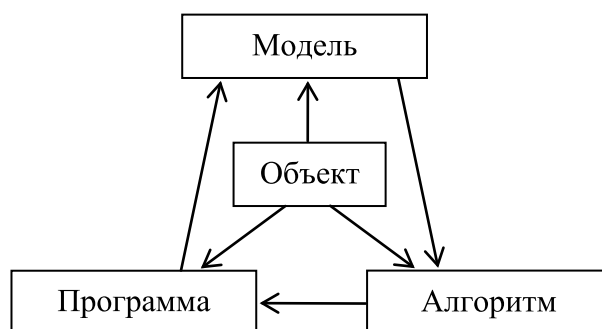 Модель
Объект
Программа
Алгоритм